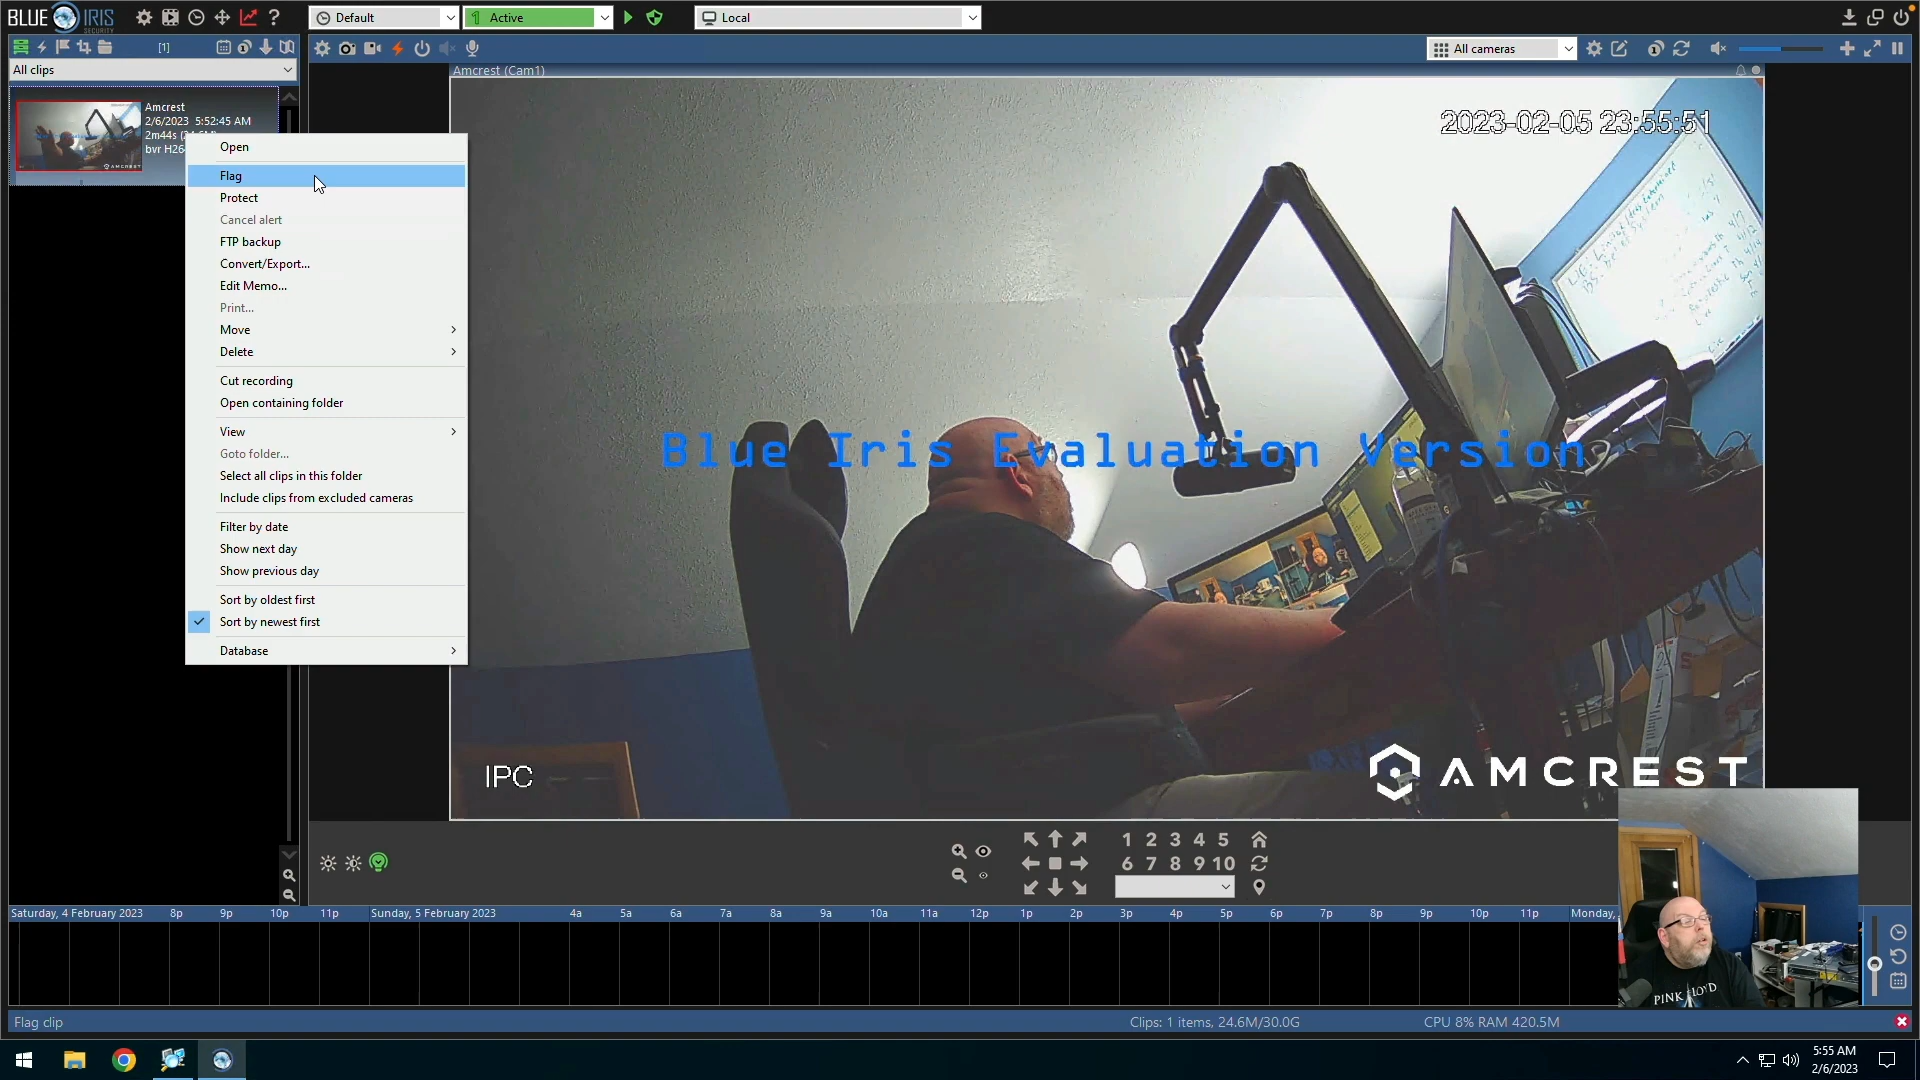 BLUE IRIS
SECURITY
Default
1 Active
Local
[1]
All clips
All cameras
Amcrest (Cam1)
Amcrest
2/6/2023 5:52:45 AM
2m44s
bvr H26
AMCREST
2023-02-05 23:55:51
Open
Flag
Protect
Cancel alert
FTP backup
Convert/Export...
Edit Memo...
Print...
Move
Delete
Cut recording
Open containing folder
View
Goto folder...
Select all clips in this folder
Include clips from excluded cameras
Filter by date
Show next day
Show previous day
Sort by oldest first
Sort by newest first
Database
Blue Iris Evaluation Version
IPC
AMCREST
1 2 3 4 5
6 7 8 9 10
PINK FLOYD
Saturday, 4 February 2023 8p 9p 10p 11p Sunday, 5 February 2023 4a 5a 6a 7a 8a 9a 10a 11a 12p 1p 2p 3p 4p 5p 6p 7p 8p 9p 10p 11p Monday,
Flag clip
Clips: 1 items, 24.6M/30.0G
CPU 8% RAM 420.5M
5:55 AM
2/6/2023